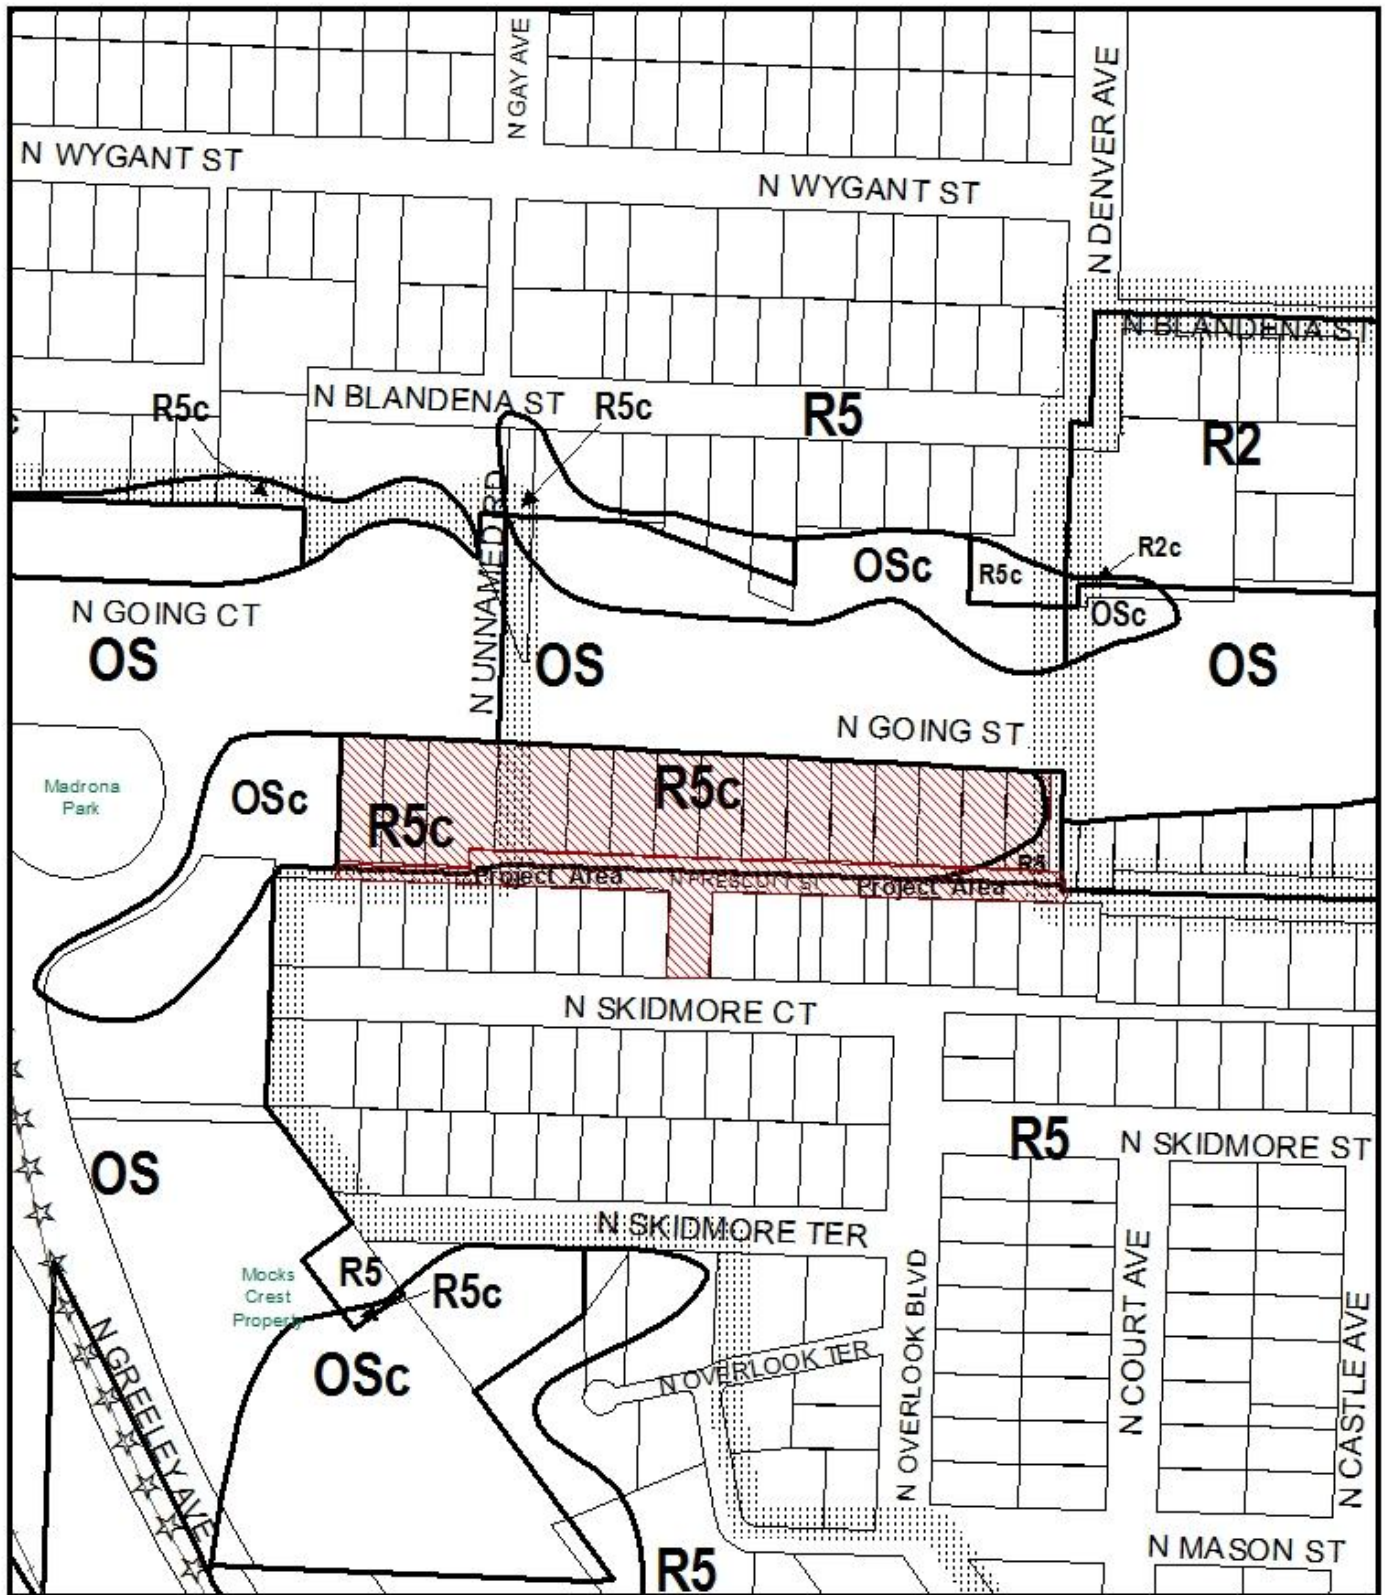 N GAY AVE
N DENVER AVE
N WYGANT ST
N WYGANT ST
N BLANDENA ST
N BLANDENA ST
R5c
R5c
R5
R2
N UNNAMED RD
OSc
R5c
R2c
OSc
N GOING CT
OS
OS
OS
N GOING ST
Madrona
Park
OSc
R5c
R5c
R5
Project Area
N PRESCOTT ST
Project Area
N SKIDMORE CT
OS
R5
N SKIDMORE ST
N SKIDMORE TER
Mocks
Crest
Property
R5
R5c
OSc
N OVERLOOK TER
N OVERLOOK BLVD
N COURT AVE
N CASTLE AVE
N GREELEY AVE
N MASON ST
R5